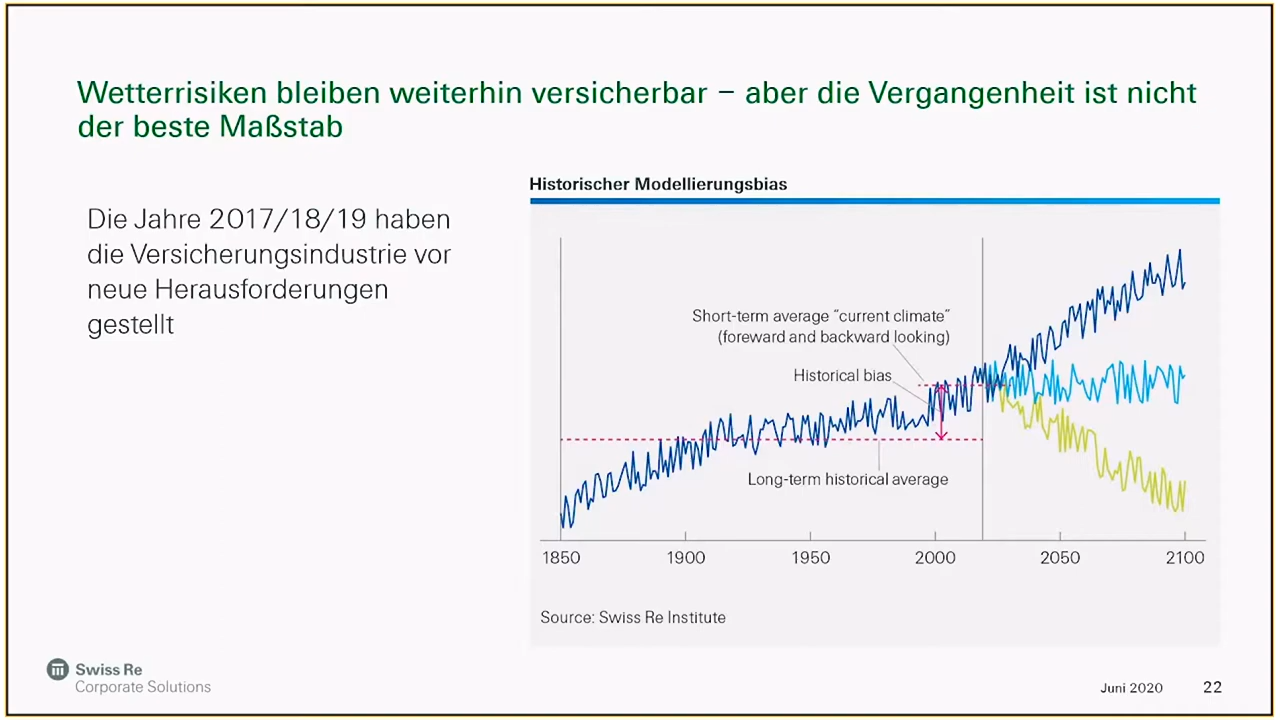 Wetterrisiken bleiben weiterhin versicherbar – aber die Vergangenheit ist nicht
der beste Maßstab
Die Jahre 2017/18/19 haben
die Versicherungsindustrie vor
neue Herausforderungen
gestellt
Historischer Modellierungsbias
Short-term average “current climate”
(foreward and backward looking)
Historical bias
Long-term historical average
1850
1900
1950
2000
2050
2100
Source: Swiss Re Institute
Swiss Re
Corporate Solutions
Juni 2020
22